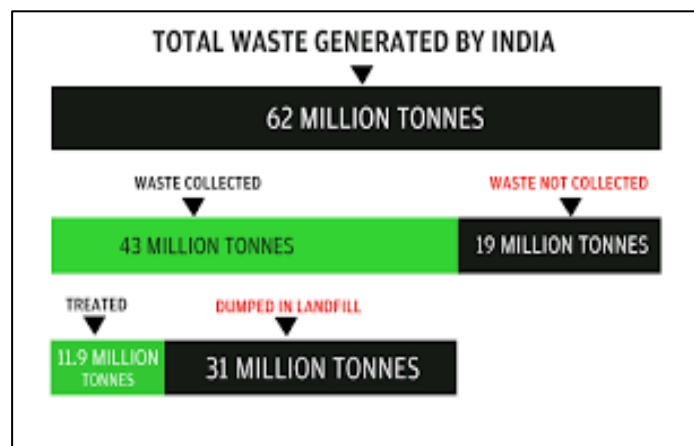 TOTAL WASTE GENERATED BY INDIA
62 MILLION TONNES
WASTE COLLECTED
WASTE NOT COLLECTED
43 MILLION TONNES
19 MILLION TONNES
TREATED
DUMPED IN LANDFILL
11.9 MILLION
TONNES
31 MILLION TONNES